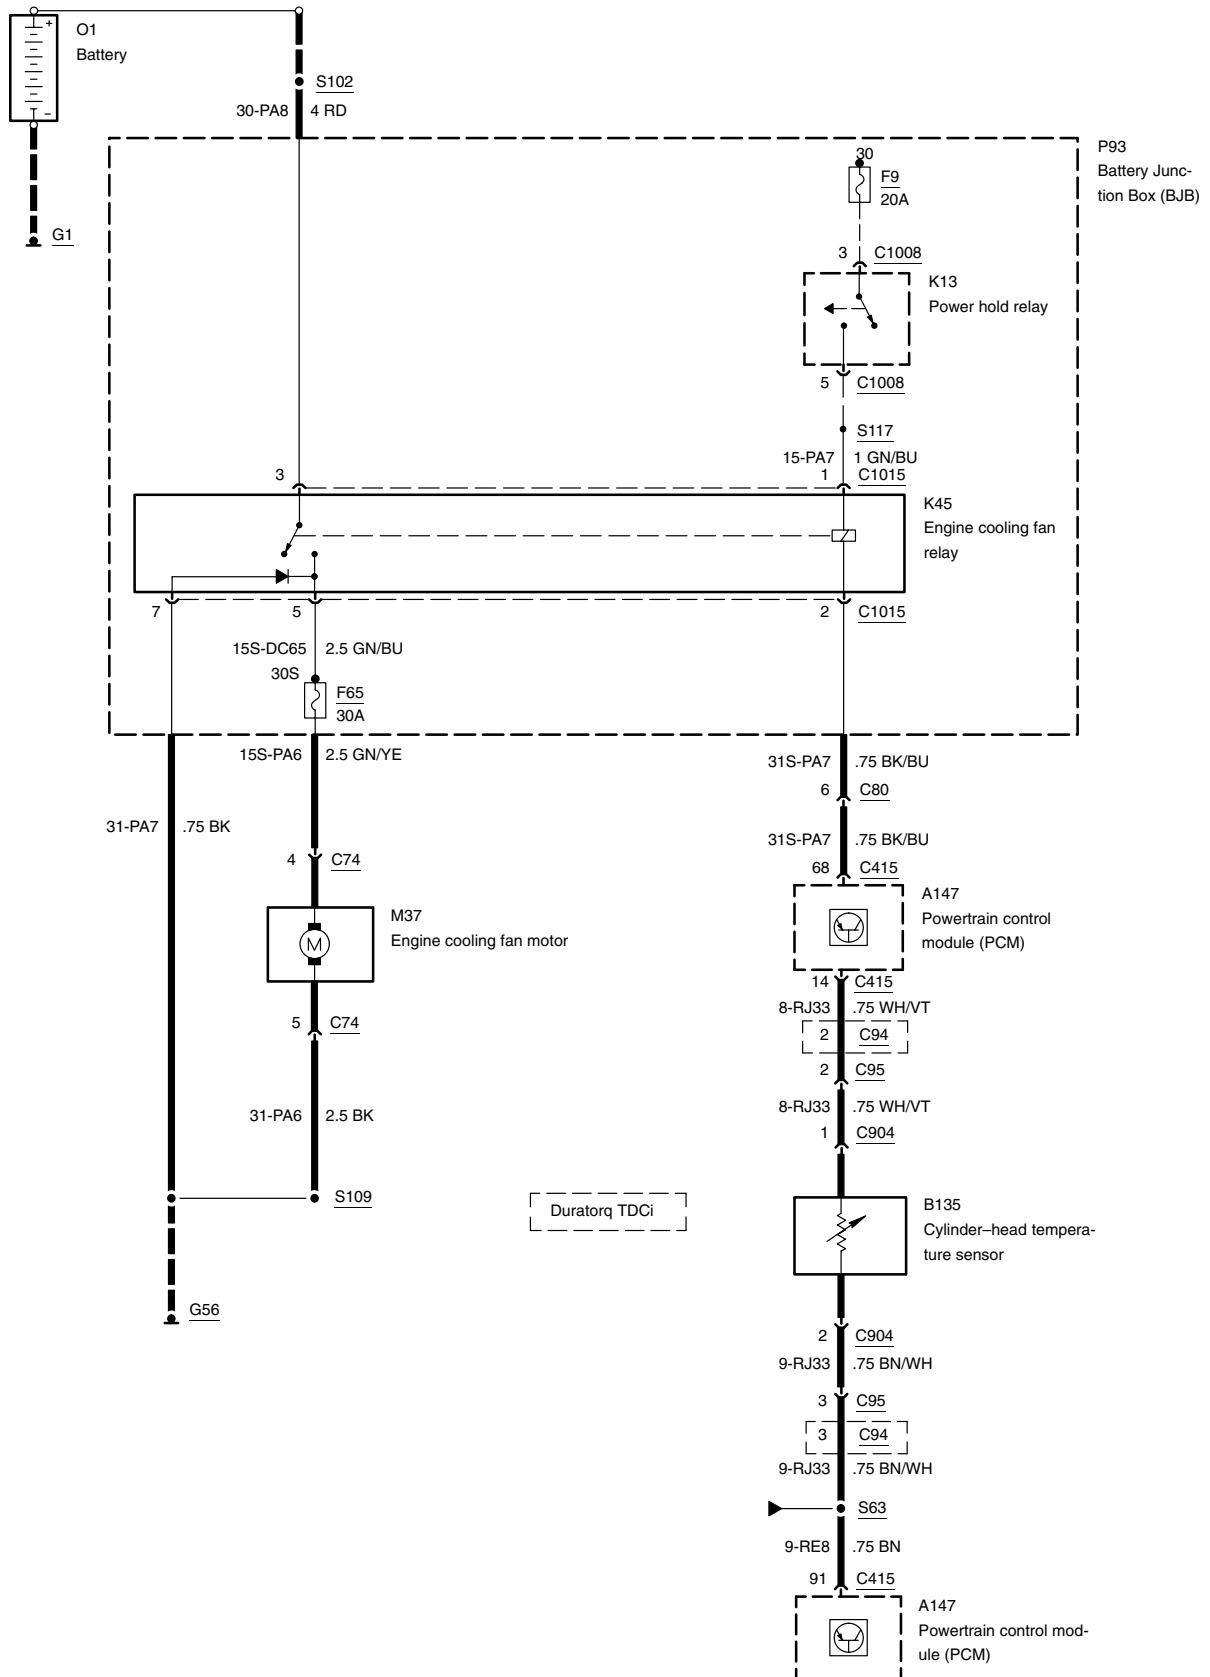 +
O1
Battery
–
G1
S102
30-PA8 4 RD
P93
Battery Junc-
tion Box (BJB)
30
F9
20A
3 C1008
K13
Power hold relay
5 C1008
S117
15-PA7 1 GN/BU
3 1 C1015
K45
Engine cooling fan
relay
7 5 2 C1015
15S-DC65 2.5 GN/BU
30S
F65
30A
15S-PA6 2.5 GN/YE
31S-PA7 .75 BK/BU
6 C80
31-PA7 .75 BK
31S-PA7 .75 BK/BU
4 C74
68 C415
A147
Powertrain control
module (PCM)
M37
Engine cooling fan motor
M
14 C415
8-RJ33 .75 WH/VT
5 C74
2 C94
2 C95
31-PA6 2.5 BK
8-RJ33 .75 WH/VT
1 C904
S109
Duratorq TDCi
B135
Cylinder–head tempera-
ture sensor
G56
2 C904
9-RJ33 .75 BN/WH
3 C95
3 C94
9-RJ33 .75 BN/WH
S63
9-RE8 .75 BN
91 C415
A147
Powertrain control mod-
ule (PCM)